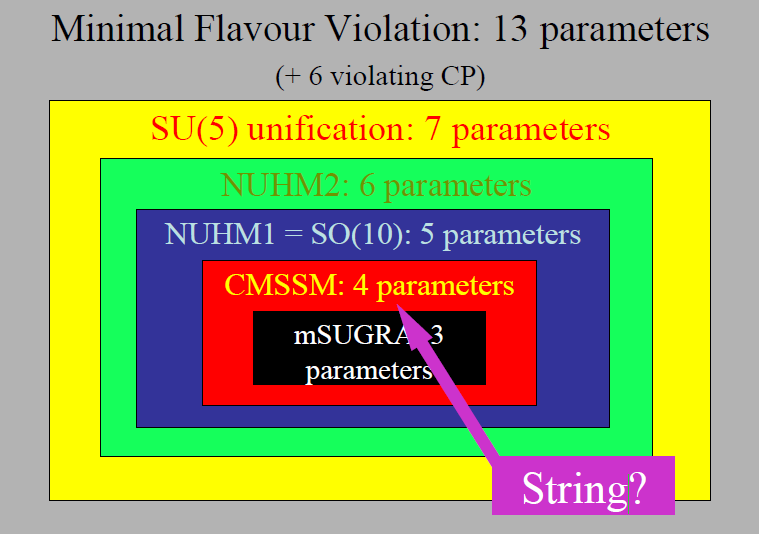 Minimal Flavour Violation: 13 parameters
(+ 6 violating CP)
SU(5) unification: 7 parameters
NUHM2: 6 parameters
NUHM1 = SO(10): 5 parameters
CMSSM: 4 parameters
mSUGRA 3
parameters
String?